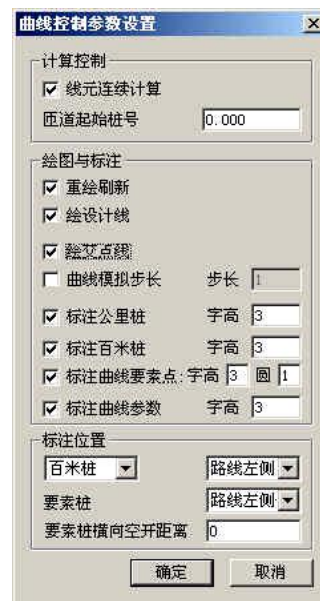 曲线控制参数设置
计算控制
线元连续计算
匝道起始桩号 0.000
绘图与标注
重绘刷新
绘设计线
绘交点线
曲线模拟步长 步长 1
标注公里桩 字高 3
标注百米桩 字高 3
标注曲线要素点:字高 3 圆 1
标注曲线参数 字高 3
标注位置
百米桩 路线左侧
要素桩 路线左侧
要素桩横向空开距离 0
确定 取消